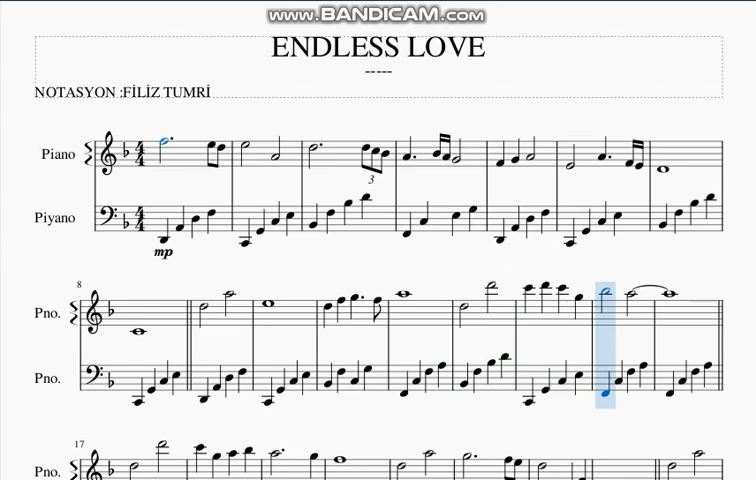 www.BANDICAM.com
ENDLESS LOVE
-----
NOTASYON :FİLİZ TUMRİ
Piano
3
Piyano
mp
8
Pno.
Pno.
17
Pno.